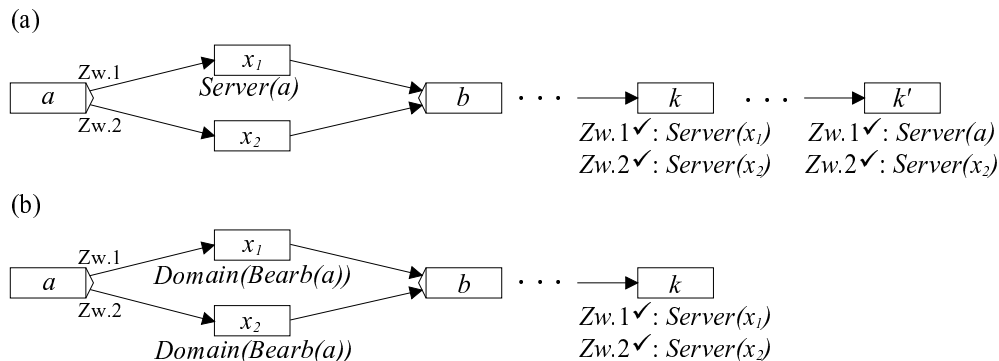 (a)
Zw.1 x₁
Server(a)
a b . . . k . . . k'
Zw.2 x₂
Zw.1✓: Server(x₁) Zw.1✓: Server(a)
Zw.2✓: Server(x₂) Zw.2✓: Server(x₂)
(b)
Zw.1 x₁
Domain(Bearb(a))
a b . . . k
Zw.2 x₂
Domain(Bearb(a))
Zw.1✓: Server(x₁)
Zw.2✓: Server(x₂)